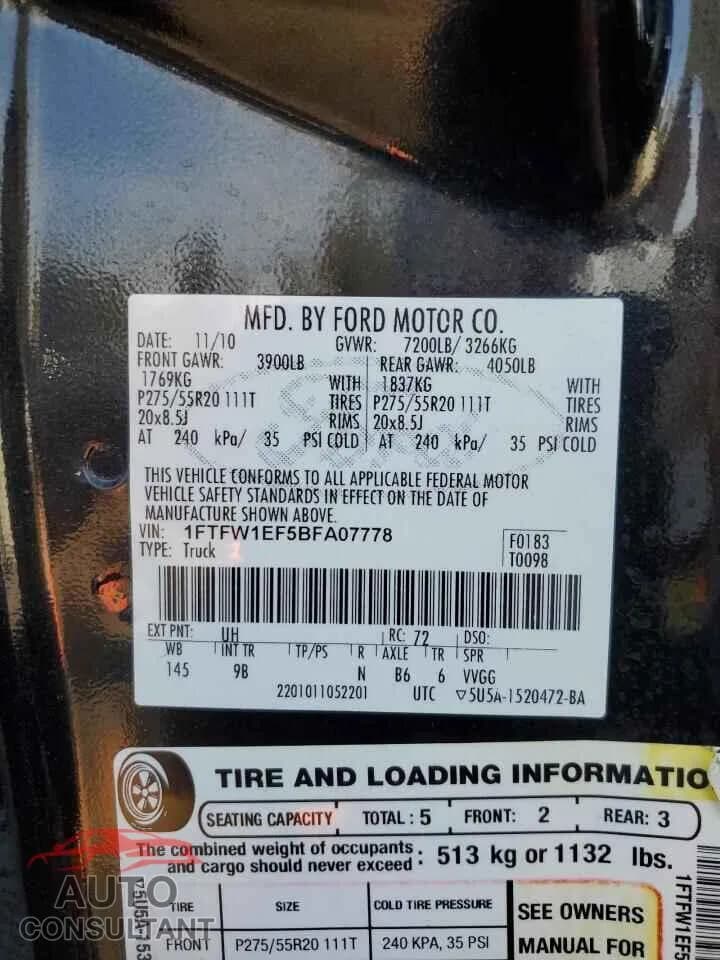 MFD. BY FORD MOTOR CO.
DATE: 11/10 GVWR: 7200LB/ 3266KG
FRONT GAWR: 3900LB REAR GAWR: 4050LB
1769KG WITH 1837KG WITH
P275/55R20 111T TIRES P275/55R20 111T TIRES
20x8.5J RIMS 20x8.5J RIMS
AT 240 kPa/ 35 PSI COLD AT 240 kPa/ 35 PSI COLD
THIS VEHICLE CONFORMS TO ALL APPLICABLE FEDERAL MOTOR
VEHICLE SAFETY STANDARDS IN EFFECT ON THE DATE OF
MANUFACTURE SHOWN ABOVE.
VIN: 1FTFW1EF5BFA07778 F0183
TYPE: Truck T0098
EXT PNT: UH RC: 72 DSO:
WB INT TR TP/PS R AXLE TR SPR
145 9B N B6 6 VVGG
2201011052201 UTC ▽5U5A-1520472-BA
TIRE AND LOADING INFORMATIO
SEATING CAPACITY TOTAL : 5 FRONT: 2 REAR: 3
The combined weight of occupants
and cargo should never exceed : 513 kg or 1132 lbs.
TIRE SIZE COLD TIRE PRESSURE SEE OWNERS
FRONT P275/55R20 111T 240 KPA, 35 PSI MANUAL FOR
1FTFW1EF5
AUTO
CONSULTANT